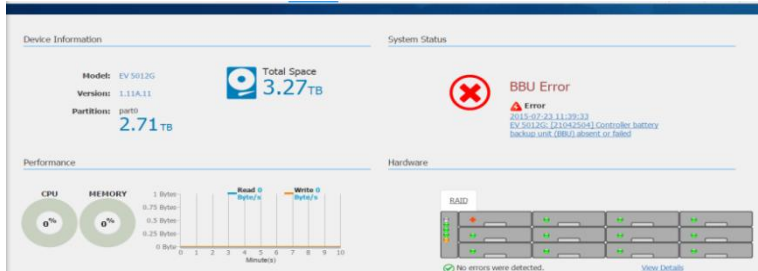 Device Information
Model: EV 5012G
Version: 1.11A.11
Partition: part0
2.71 TB
Total Space
3.27 TB
System Status
BBU Error
Error
2015-07-23 11:39:33
EV 5012G: [21042504] Controller battery
backup unit (BBU) absent or failed
Performance
CPU
0%
MEMORY
0%
1 Byte
0.75 Byte
0.5 Byte
0.25 Byte
0 Byte
Read 0
Byte/s
Write 0
Byte/s
0 1 2 3 4 5 6 7 8 9 10
Minute(s)
Hardware
RAID
No errors were detected.
View Details